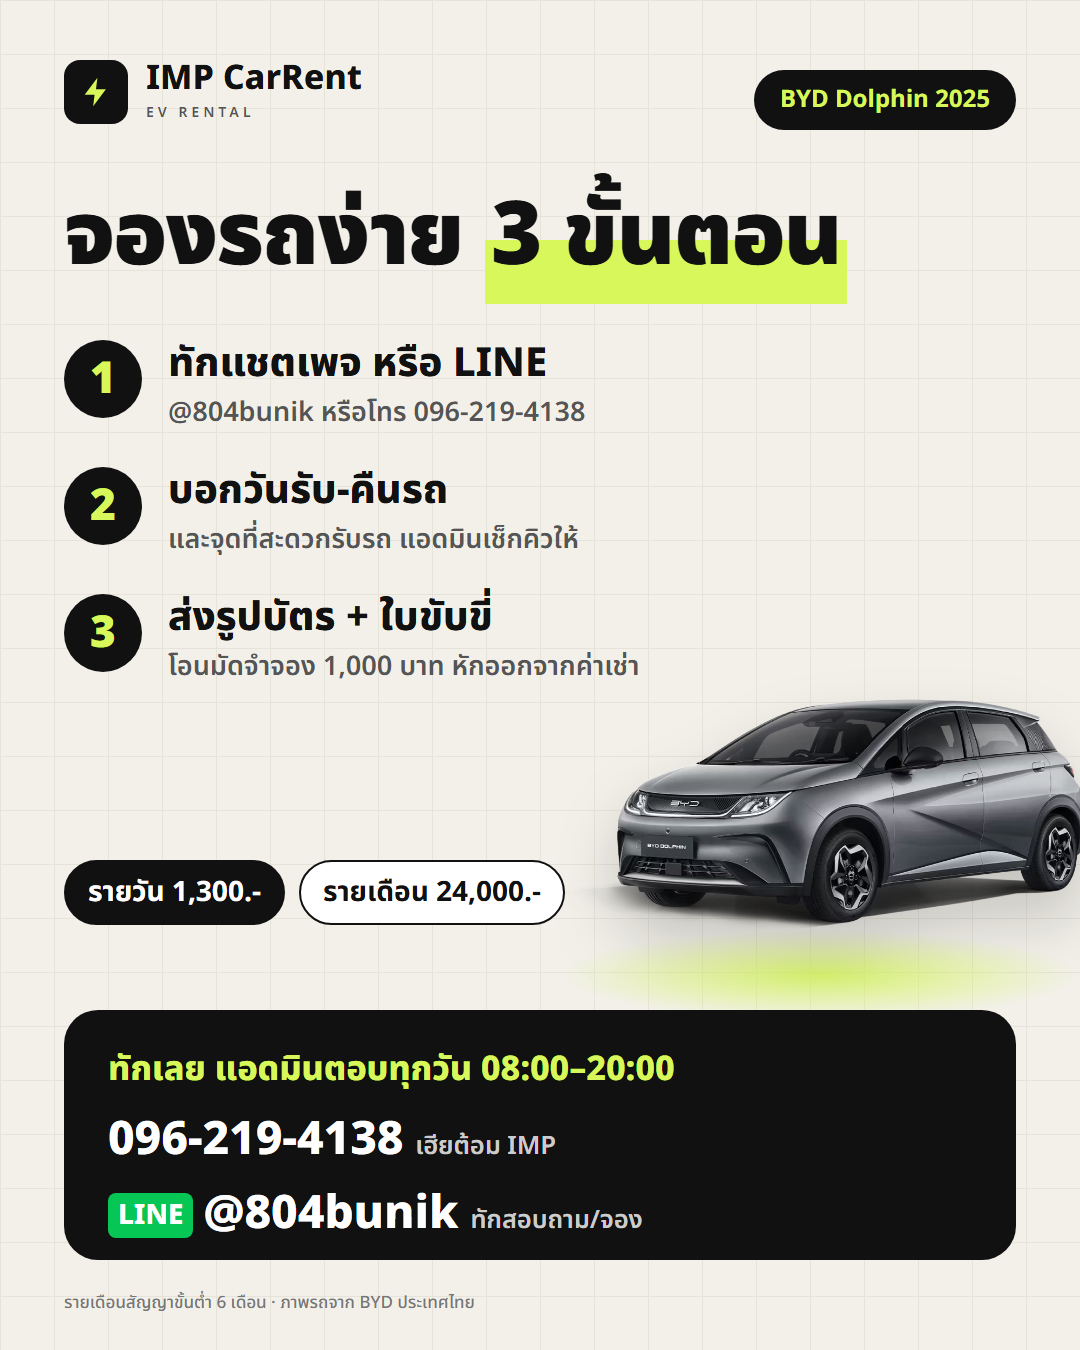 IMP CarRent
EV RENTAL
BYD Dolphin 2025
จองรถง่าย 3 ขั้นตอน
1
ทักแชตเพจ หรือ LINE
@804bunik หรือโทร 096-219-4138
2
บอกวันรับ-คืนรถ
และจุดที่สะดวกรับรถ แอดมินเช็กคิวให้
3
ส่งรูปบัตร + ใบขับขี่
โอนมัดจำจอง 1,000 บาท หักออกจากค่าเช่า
BYD
BYD DOLPHIN
รายวัน 1,300.- รายเดือน 24,000.-
ทักเลย แอดมินตอบทุกวัน 08:00–20:00
096-219-4138 เฮียต้อม IMP
LINE @804bunik ทักสอบถาม/จอง
รายเดือนสัญญาขั้นต่ำ 6 เดือน · ภาพรถจาก BYD ประเทศไทย